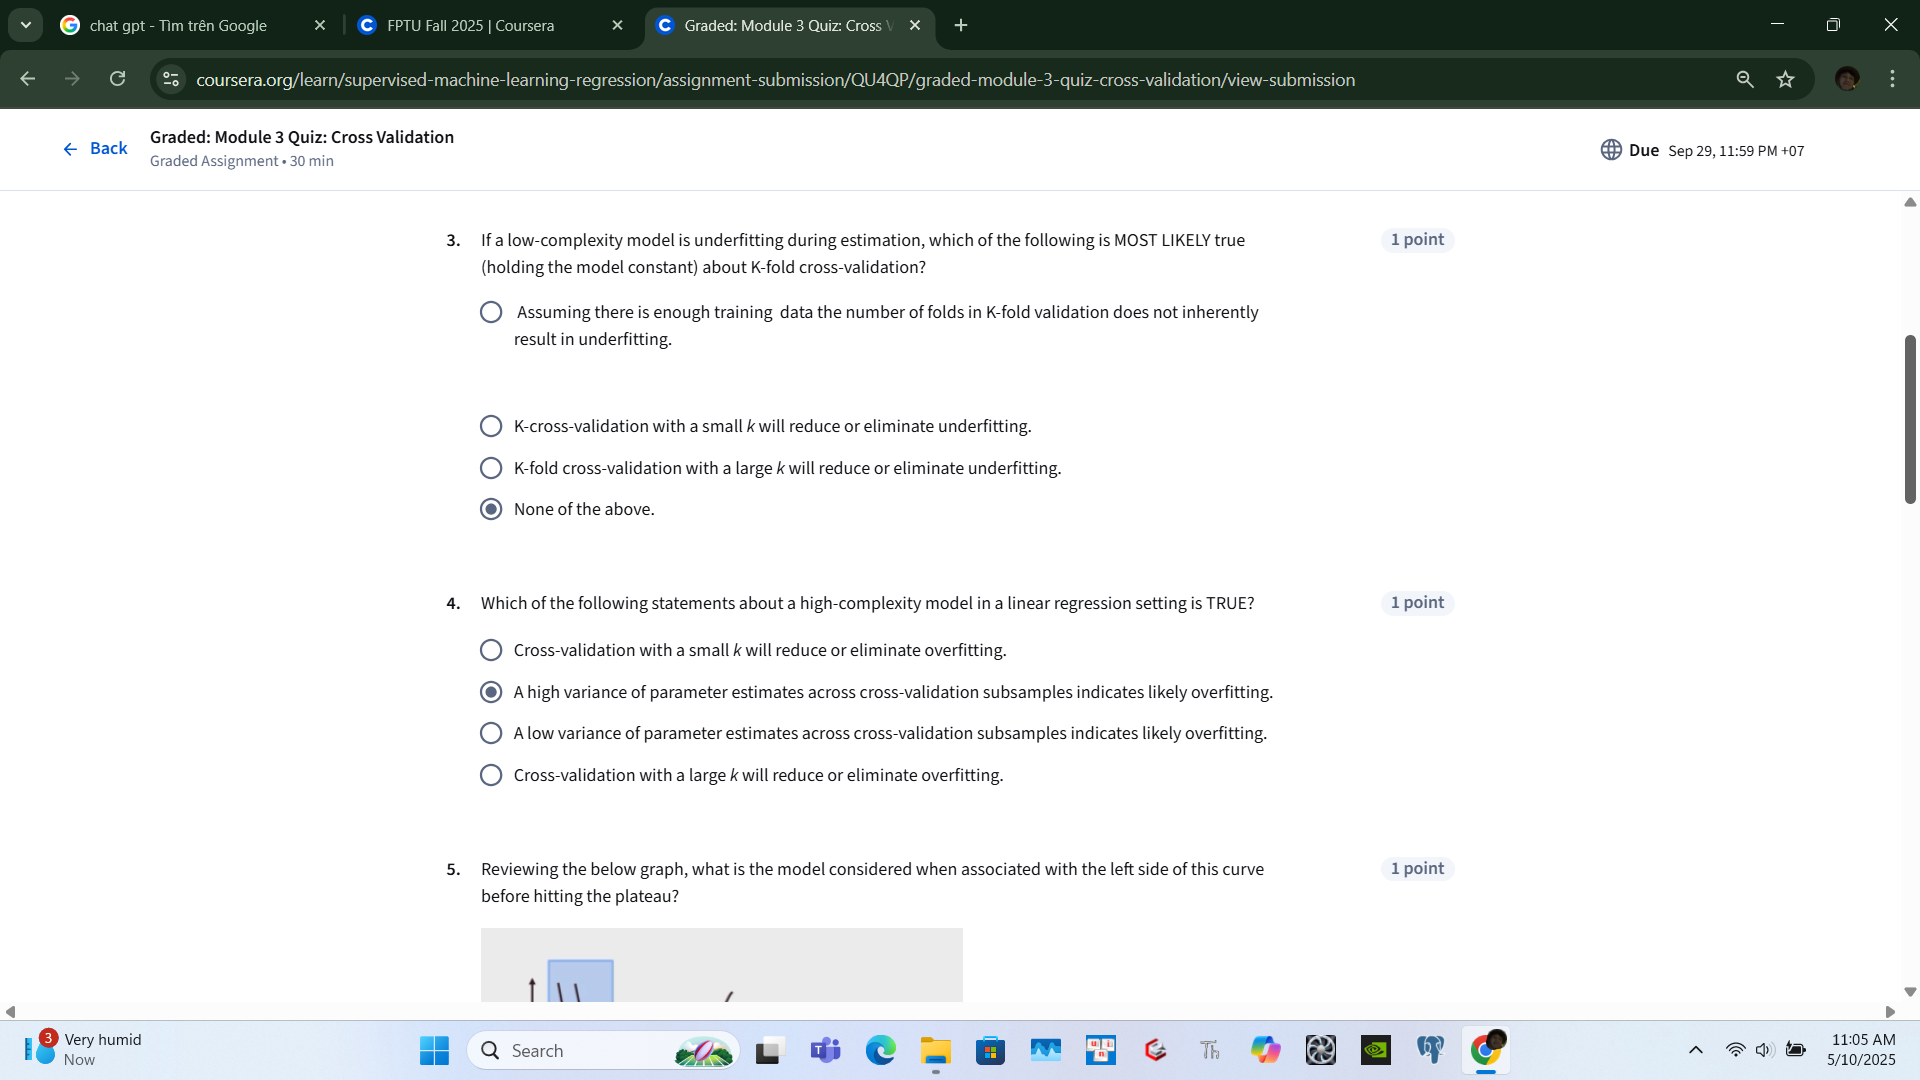 chat gpt - Tìm trên Google
FPTU Fall 2025 | Coursera
Graded: Module 3 Quiz: Cross V
coursera.org/learn/supervised-machine-learning-regression/assignment-submission/QU4QP/graded-module-3-quiz-cross-validation/view-submission
Back
Graded: Module 3 Quiz: Cross Validation
Graded Assignment • 30 min
Due Sep 29, 11:59 PM +07
3. If a low-complexity model is underfitting during estimation, which of the following is MOST LIKELY true
(holding the model constant) about K-fold cross-validation?
1 point
Assuming there is enough training data the number of folds in K-fold validation does not inherently
result in underfitting.
K-cross-validation with a small k will reduce or eliminate underfitting.
K-fold cross-validation with a large k will reduce or eliminate underfitting.
None of the above.
4. Which of the following statements about a high-complexity model in a linear regression setting is TRUE?
1 point
Cross-validation with a small k will reduce or eliminate overfitting.
A high variance of parameter estimates across cross-validation subsamples indicates likely overfitting.
A low variance of parameter estimates across cross-validation subsamples indicates likely overfitting.
Cross-validation with a large k will reduce or eliminate overfitting.
5. Reviewing the below graph, what is the model considered when associated with the left side of this curve
before hitting the plateau?
1 point
3
Very humid
Now
Search
Th
11:05 AM
5/10/2025